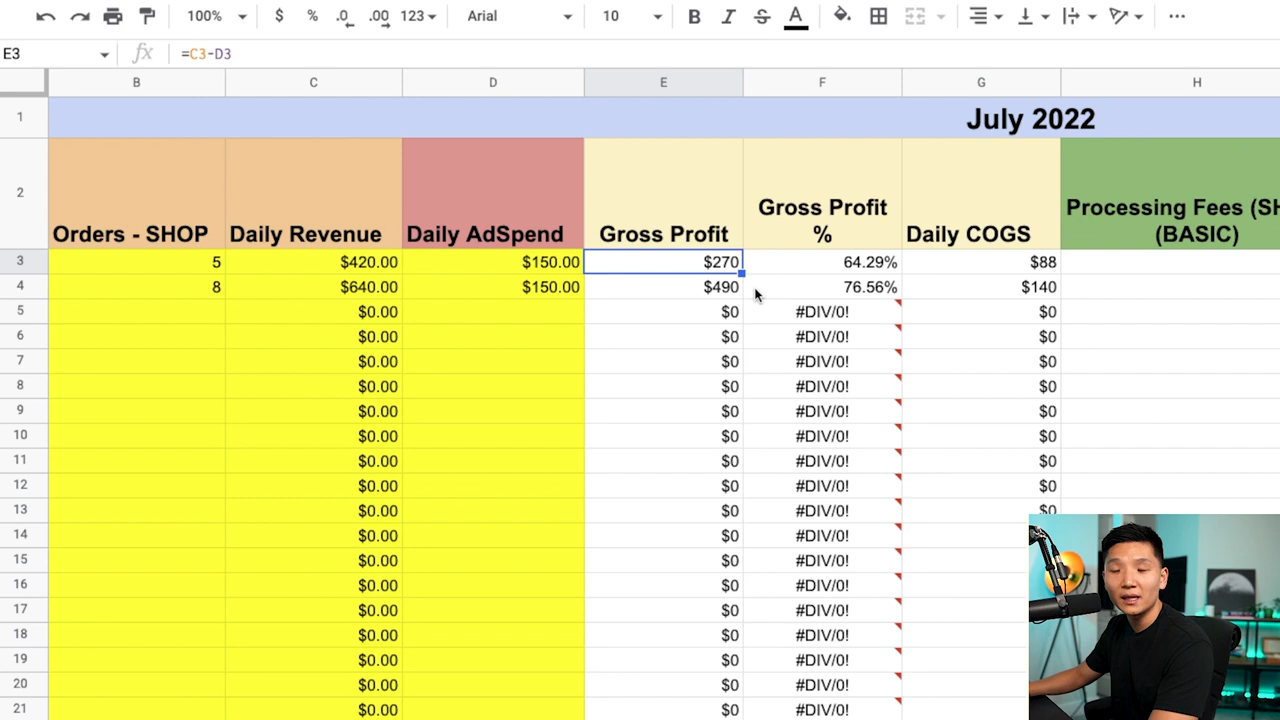 100% $ % .0 .00 123 Arial 10 B I S A
E3 fx =C3-D3
B C D E F G H
1 July 2022
2 Orders - SHOP Daily Revenue Daily AdSpend Gross Profit Gross Profit % Daily COGS Processing Fees (SH (BASIC)
3 5 $420.00 $150.00 $270 64.29% $88
4 8 $640.00 $150.00 $490 76.56% $140
5 $0.00 $0 #DIV/0! $0
6 $0.00 $0 #DIV/0! $0
7 $0.00 $0 #DIV/0! $0
8 $0.00 $0 #DIV/0! $0
9 $0.00 $0 #DIV/0! $0
10 $0.00 $0 #DIV/0! $0
11 $0.00 $0 #DIV/0! $0
12 $0.00 $0 #DIV/0! $0
13 $0.00 $0 #DIV/0! $0
14 $0.00 $0 #DIV/0!
15 $0.00 $0 #DIV/0!
16 $0.00 $0 #DIV/0!
17 $0.00 $0 #DIV/0!
18 $0.00 $0 #DIV/0!
19 $0.00 $0 #DIV/0!
20 $0.00 $0 #DIV/0!
21 $0.00 $0 #DIV/0!